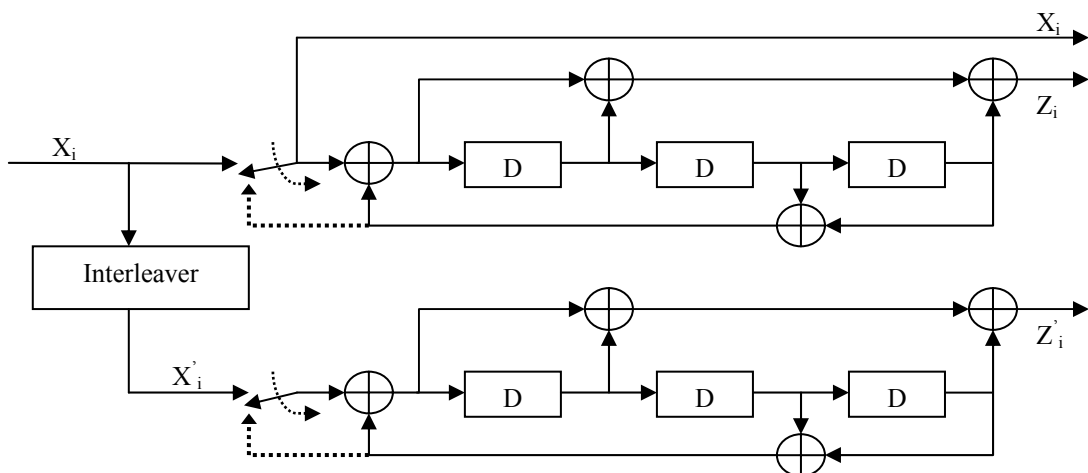 Xᵢ
Zᵢ
Xᵢ
D D D
Interleaver
Z'ᵢ
X'ᵢ
D D D